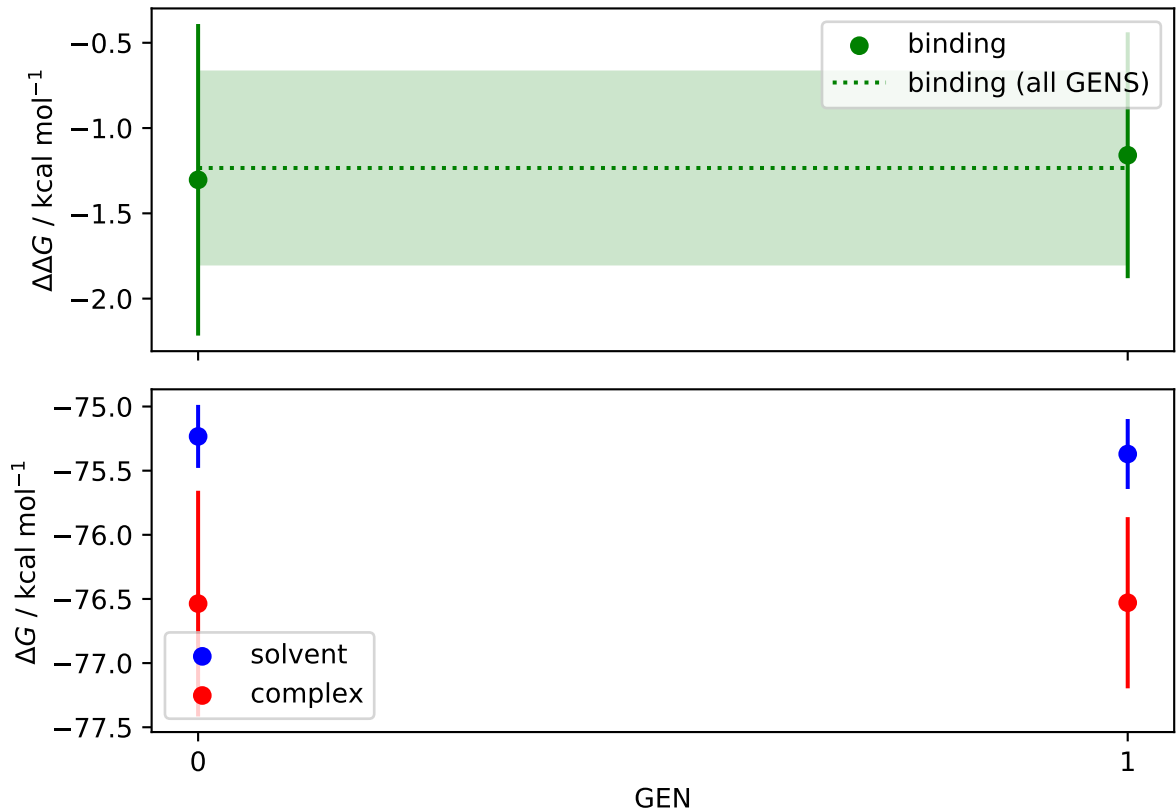 −0.5
−1.0
−1.5
−2.0
ΔΔG / kcal mol⁻¹
binding
binding (all GENS)
−75.0
−75.5
−76.0
−76.5
−77.0
−77.5
ΔG / kcal mol⁻¹
solvent
complex
0
1
GEN